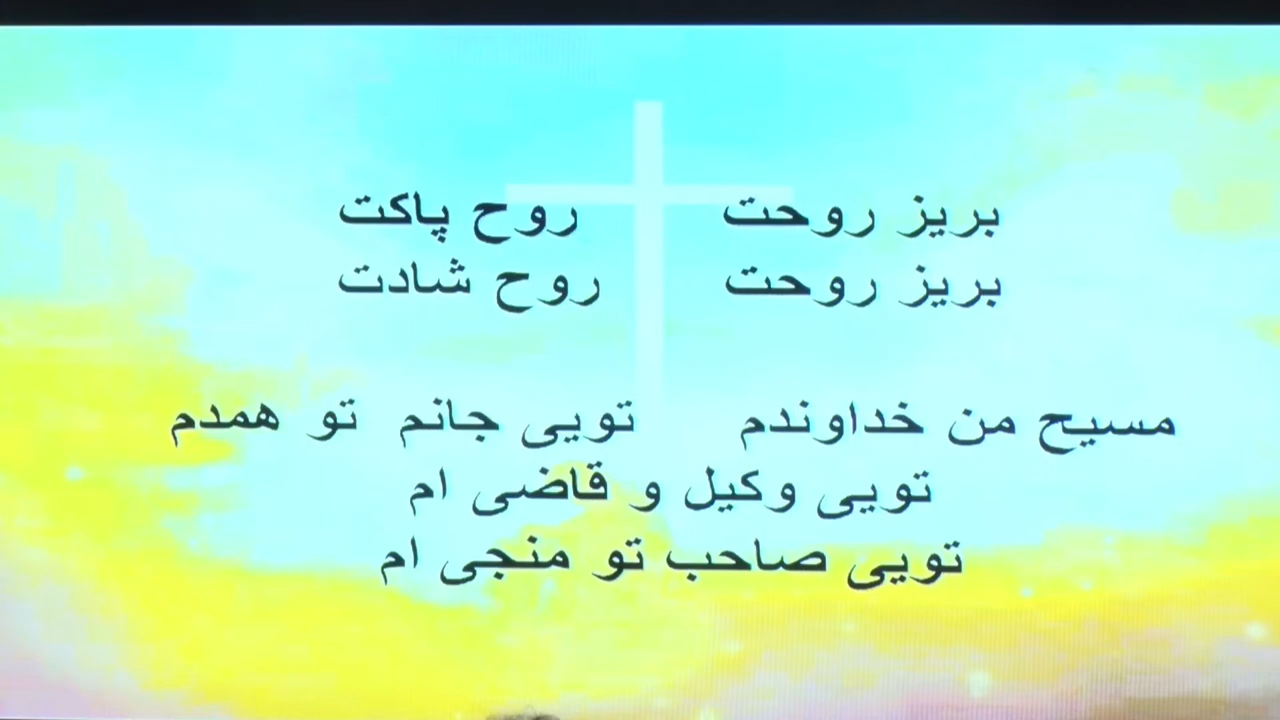 بریز روحت روح پاکت
بریز روحت روح شادت
مسیح من خداوندم تویی جانم تو همدم
تویی وکیل و قاضی ام
تویی صاحب تو منجی ام